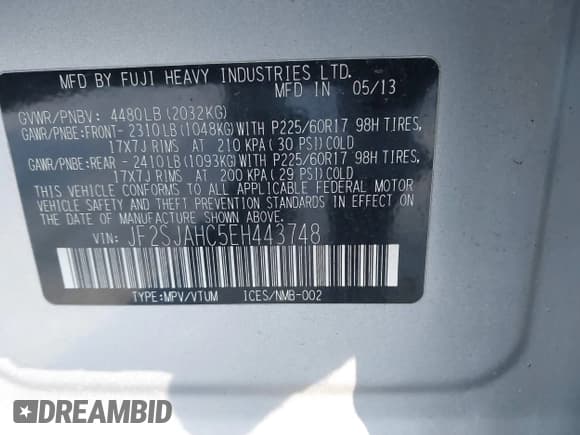 MFD BY FUJI HEAVY INDUSTRIES LTD.
MFD IN 05/13
GVWR/PNBV: 4480LB(2032KG)
GAWR/PNBE:FRONT-2310LB(1048KG)WITH P225/60R17 98H TIRES,
17X7J RIMS AT 210 KPA(30 PSI)COLD
GAWR/PNBE:REAR -2410LB(1093KG)WITH P225/60R17 98H TIRES,
17X7J RIMS AT 200 KPA(29 PSI)COLD
THIS VEHICLE CONFORMS TO ALL APPLICABLE FEDERAL MOTOR
VEHICLE SAFETY AND THEFT PREVENTION STANDARDS IN EFFECT
ON THE DATE OF MANUFACTURE SHOWN ABOVE.
VIN: JF2SJAHC5EH443748
TYPE:MPV/VTUM ICES/NMB-002
DREAMBID